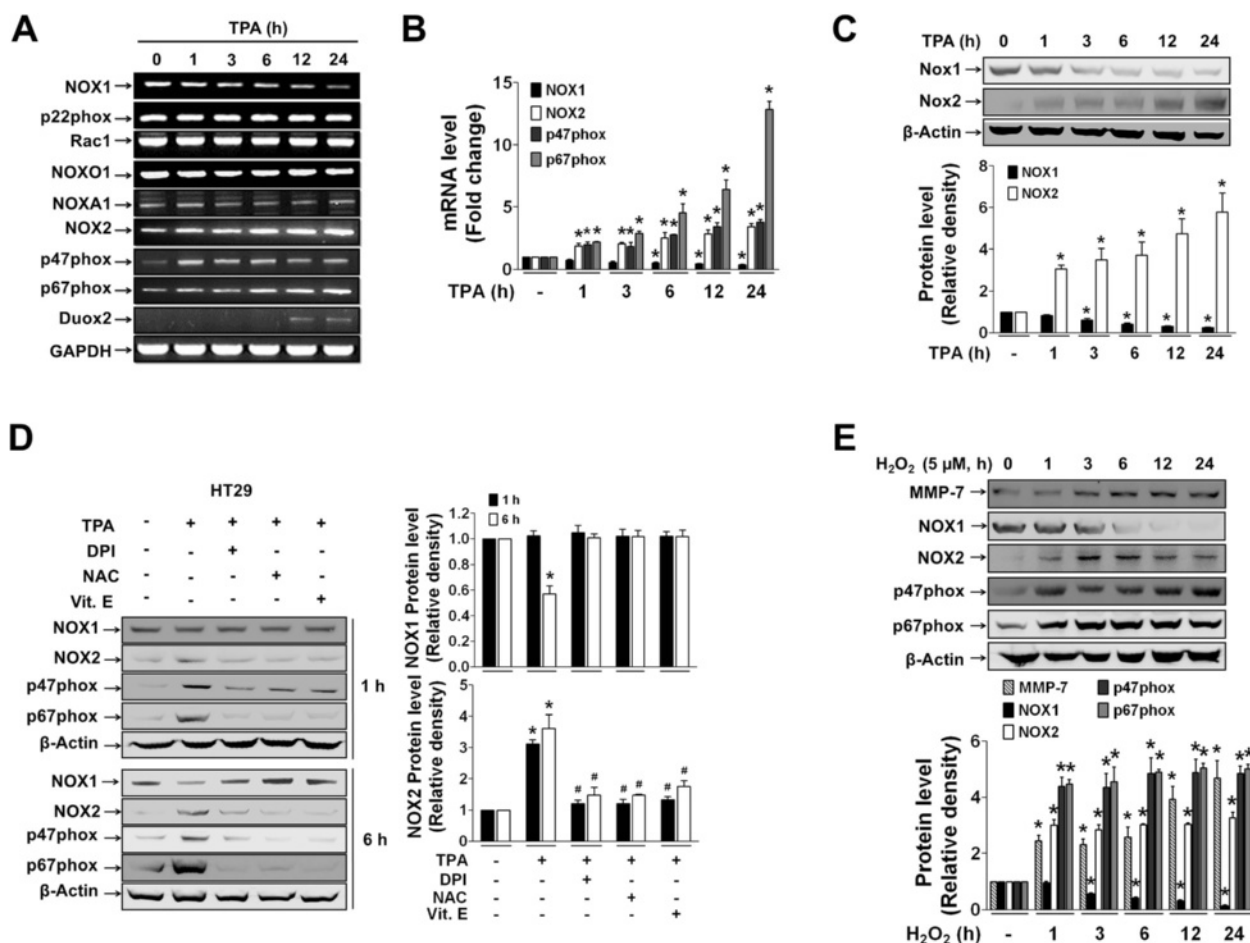 A
TPA (h)
0 1 3 6 12 24
NOX1
p22phox
Rac1
NOXO1
NOXA1
NOX2
p47phox
p67phox
Duox2
GAPDH
B
NOX1
NOX2
p47phox
p67phox
mRNA level
(Fold change)
15
10
5
0
* * * * * * * * * * * * * * * * * *
TPA (h) - 1 3 6 12 24
C
TPA (h) 0 1 3 6 12 24
Nox1
Nox2
β-Actin
NOX1
NOX2
Protein level
(Relative density)
8
6
4
2
0
* * * * * * * * *
TPA (h) - 1 3 6 12 24
D
HT29
TPA - + + + +
DPI - - + - -
NAC - - - + -
Vit. E - - - - +
NOX1
NOX2
p47phox
p67phox
β-Actin
1 h
NOX1
NOX2
p47phox
p67phox
β-Actin
6 h
1 h
6 h
NOX1 Protein level
(Relative density)
1.2
1.0
0.8
0.6
0.4
0.2
0.0
*
NOX2 Protein level
(Relative density)
5
4
3
2
1
0
* * # # # # # #
TPA - + + + +
DPI - - + - -
NAC - - - + -
Vit. E - - - - +
E
H₂O₂ (5 µM, h) 0 1 3 6 12 24
MMP-7
NOX1
NOX2
p47phox
p67phox
β-Actin
MMP-7 p47phox
NOX1 p67phox
NOX2
Protein level
(Relative density)
6
4
2
0
* * * * * * * * * * * * * * * * * * * * * * * *
H₂O₂ (h) - 1 3 6 12 24